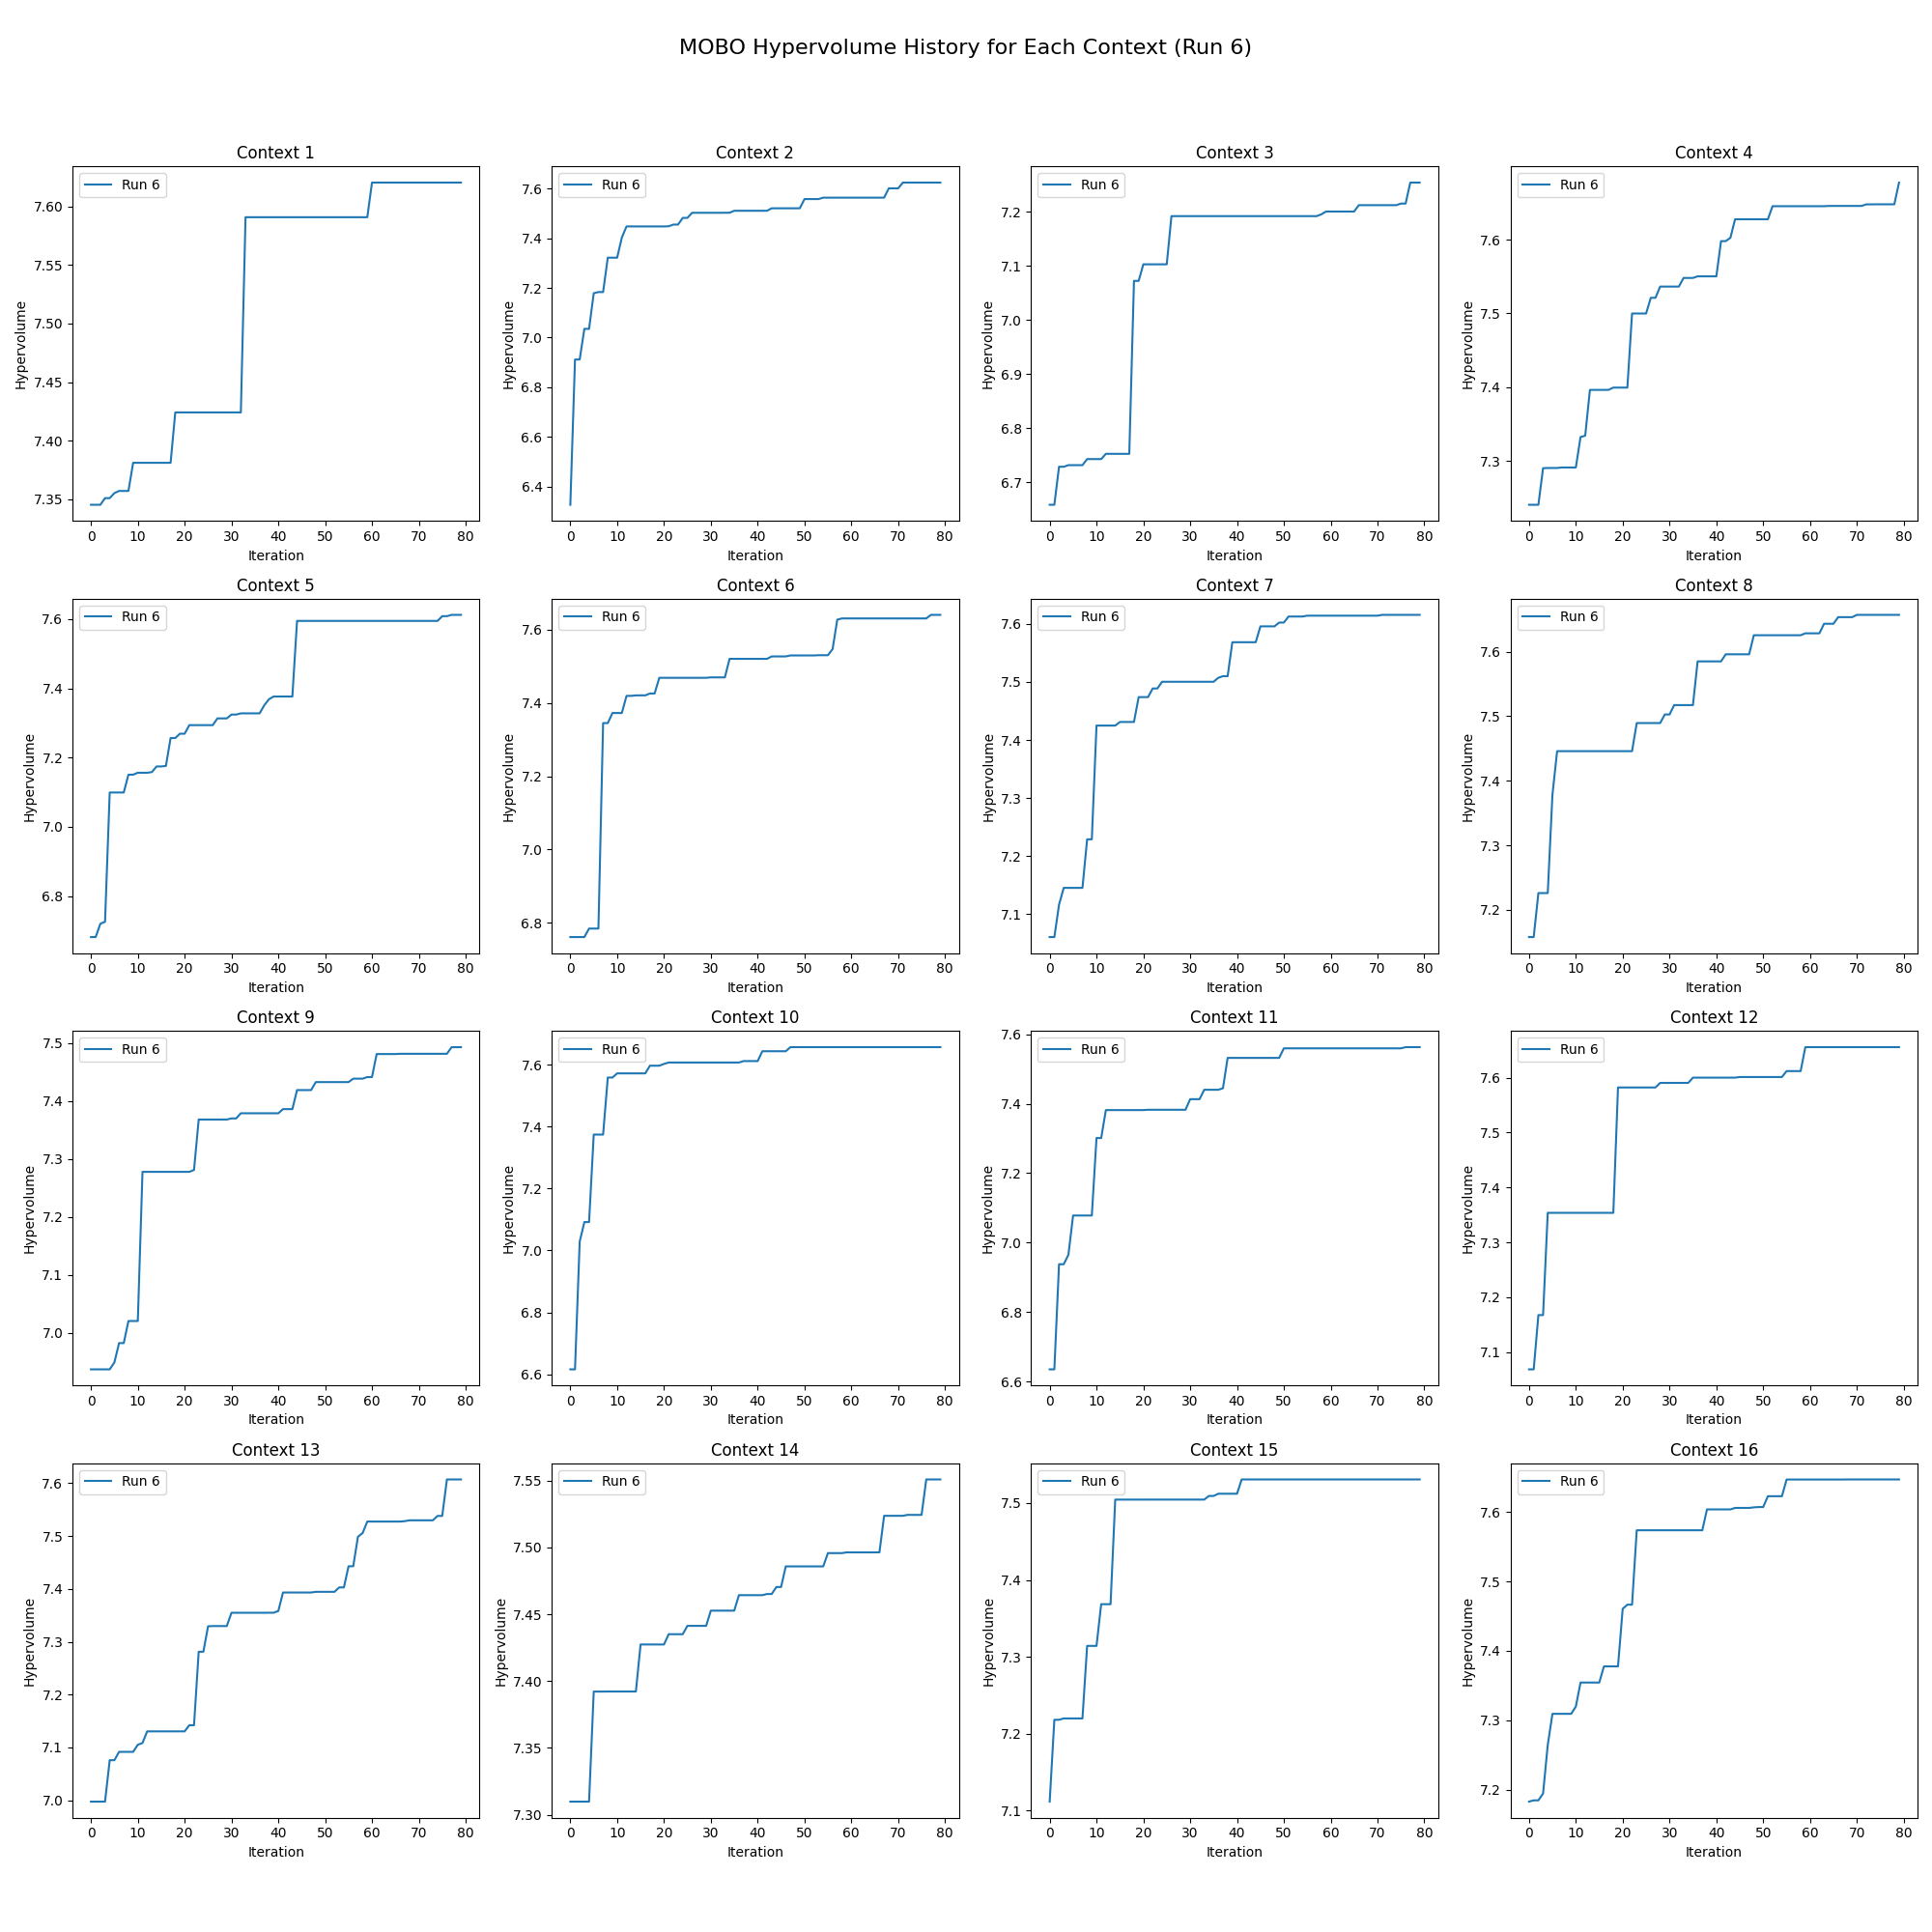 MOBO Hypervolume History for Each Context (Run 6)
Context 1
Run 6
7.60
7.55
7.50
7.45
7.40
7.35
Hypervolume
0 10 20 30 40 50 60 70 80
Iteration
Context 2
Run 6
7.6
7.4
7.2
7.0
6.8
6.6
6.4
Hypervolume
0 10 20 30 40 50 60 70 80
Iteration
Context 3
Run 6
7.2
7.1
7.0
6.9
6.8
6.7
Hypervolume
0 10 20 30 40 50 60 70 80
Iteration
Context 4
Run 6
7.6
7.5
7.4
7.3
Hypervolume
0 10 20 30 40 50 60 70 80
Iteration
Context 5
Run 6
7.6
7.4
7.2
7.0
6.8
Hypervolume
0 10 20 30 40 50 60 70 80
Iteration
Context 6
Run 6
7.6
7.4
7.2
7.0
6.8
Hypervolume
0 10 20 30 40 50 60 70 80
Iteration
Context 7
Run 6
7.6
7.5
7.4
7.3
7.2
7.1
Hypervolume
0 10 20 30 40 50 60 70 80
Iteration
Context 8
Run 6
7.6
7.5
7.4
7.3
7.2
Hypervolume
0 10 20 30 40 50 60 70 80
Iteration
Context 9
Run 6
7.5
7.4
7.3
7.2
7.1
7.0
Hypervolume
0 10 20 30 40 50 60 70 80
Iteration
Context 10
Run 6
7.6
7.4
7.2
7.0
6.8
6.6
Hypervolume
0 10 20 30 40 50 60 70 80
Iteration
Context 11
Run 6
7.6
7.4
7.2
7.0
6.8
6.6
Hypervolume
0 10 20 30 40 50 60 70 80
Iteration
Context 12
Run 6
7.6
7.5
7.4
7.3
7.2
7.1
Hypervolume
0 10 20 30 40 50 60 70 80
Iteration
Context 13
Run 6
7.6
7.5
7.4
7.3
7.2
7.1
7.0
Hypervolume
0 10 20 30 40 50 60 70 80
Iteration
Context 14
Run 6
7.55
7.50
7.45
7.40
7.35
7.30
Hypervolume
0 10 20 30 40 50 60 70 80
Iteration
Context 15
Run 6
7.5
7.4
7.3
7.2
7.1
Hypervolume
0 10 20 30 40 50 60 70 80
Iteration
Context 16
Run 6
7.6
7.5
7.4
7.3
7.2
Hypervolume
0 10 20 30 40 50 60 70 80
Iteration